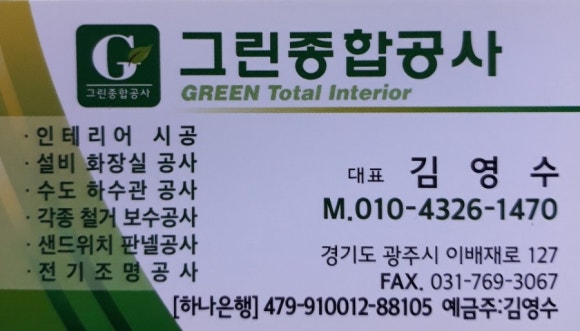 G
그린종합공사
그린종합공사
GREEN Total Interior
· 인테리어 시공
· 설비 화장실 공사
· 수도 하수관 공사
· 각종 철거 보수공사
· 샌드위치 판넬공사
· 전기조명공사
대표 김영수
M.010-4326-1470
경기도 광주시 이배재로 127
FAX. 031-769-3067
[하나은행] 479-910012-88105 예금주:김영수